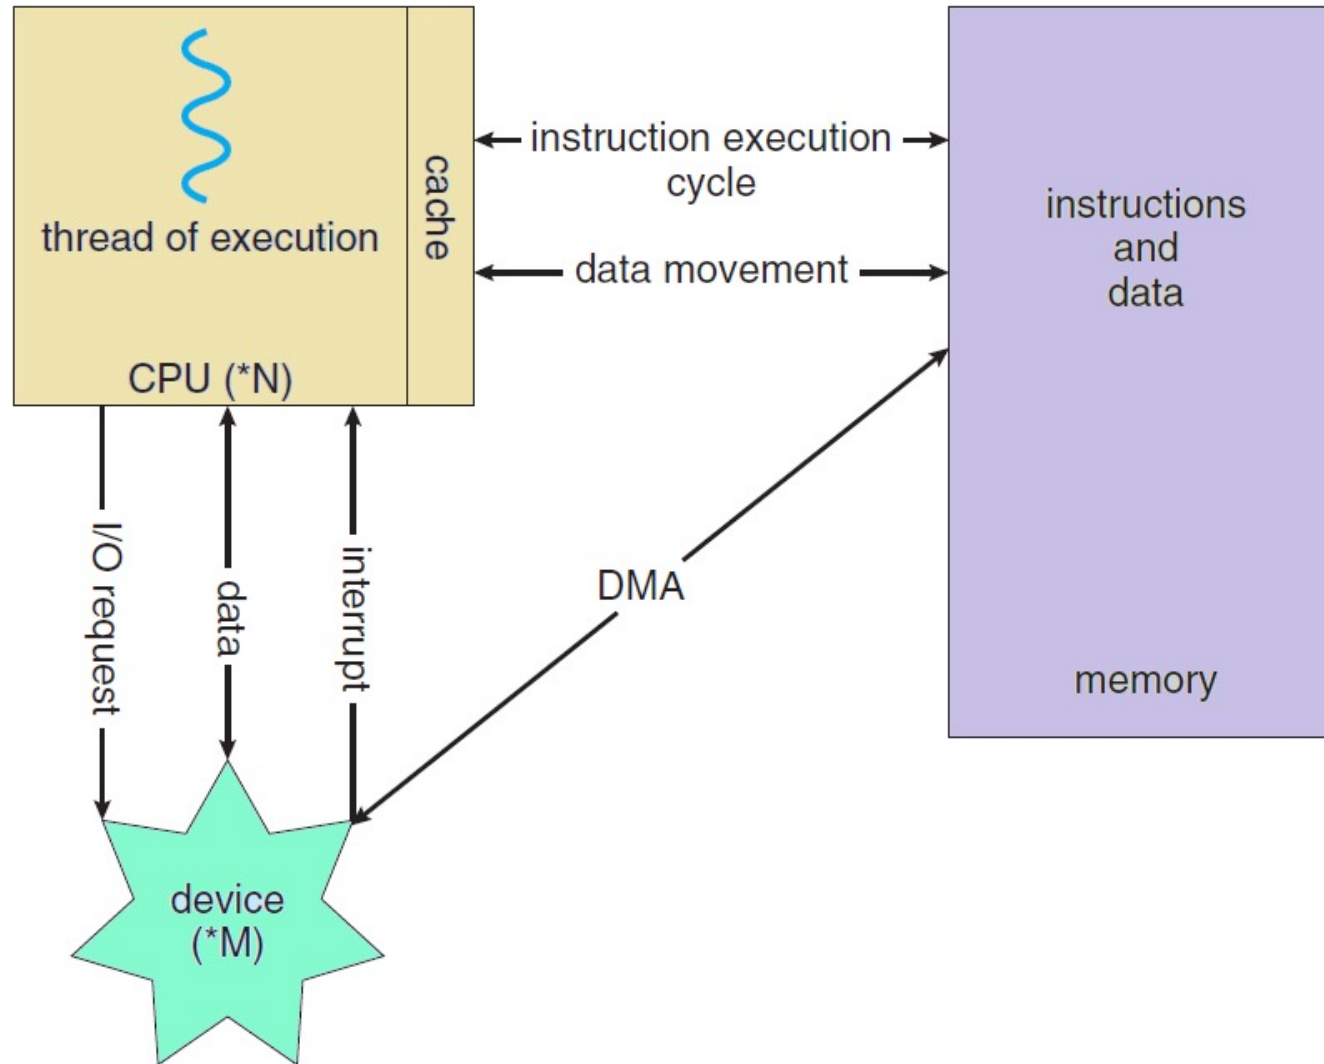 thread of execution
CPU (*N)
cache
instruction execution
cycle
data movement
instructions
and
data
memory
I/O request
data
interrupt
DMA
device
(*M)